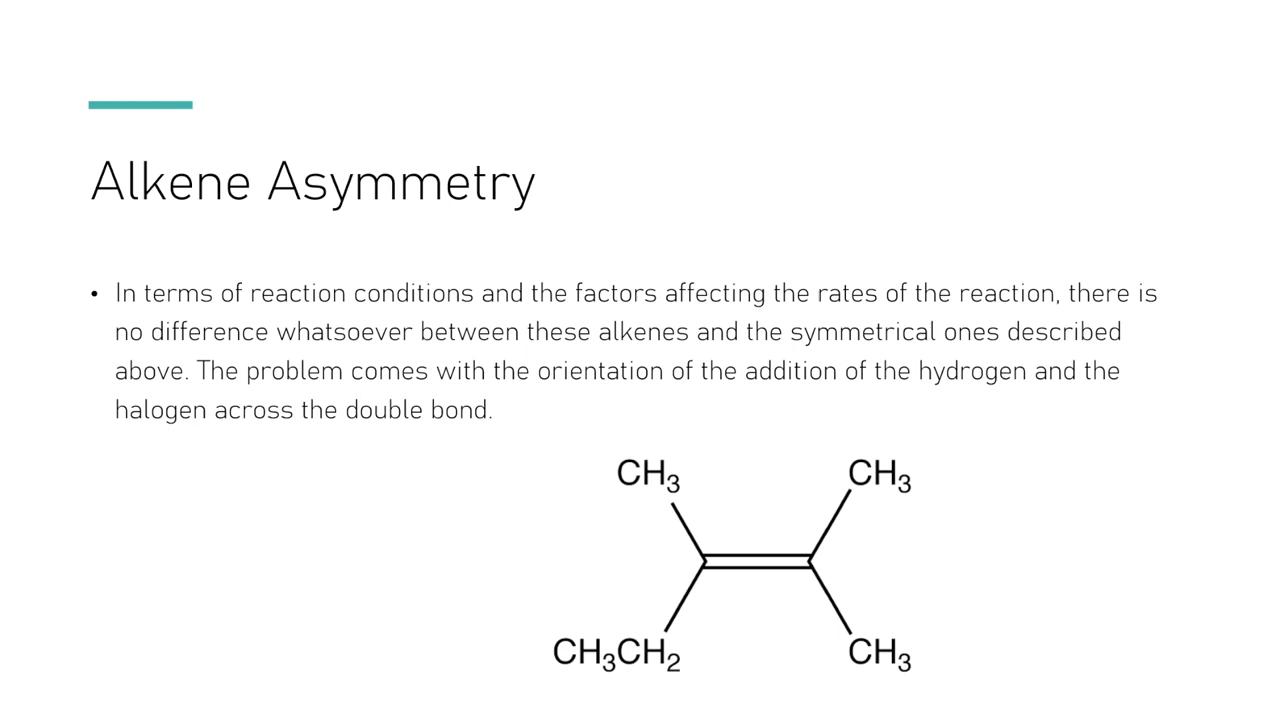 Alkene Asymmetry
• In terms of reaction conditions and the factors affecting the rates of the reaction, there is
no difference whatsoever between these alkenes and the symmetrical ones described
above. The problem comes with the orientation of the addition of the hydrogen and the
halogen across the double bond.
CH₃ CH₃
CH₃CH₂ CH₃